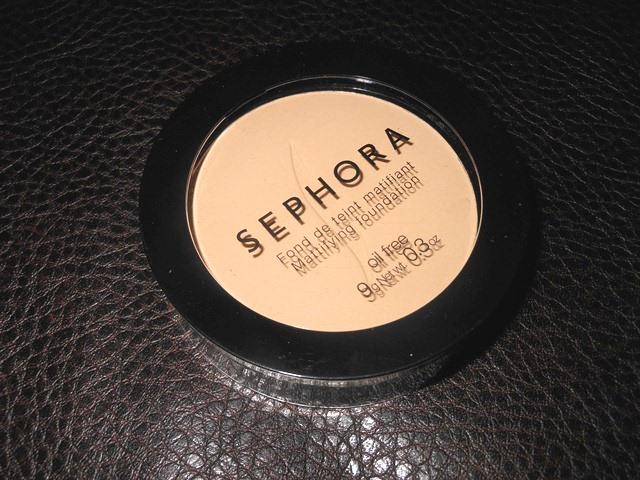 SEPHORA
Fond de teint matifiant
Mattifying foundation
oil free
9g Net wt. 0.3oz